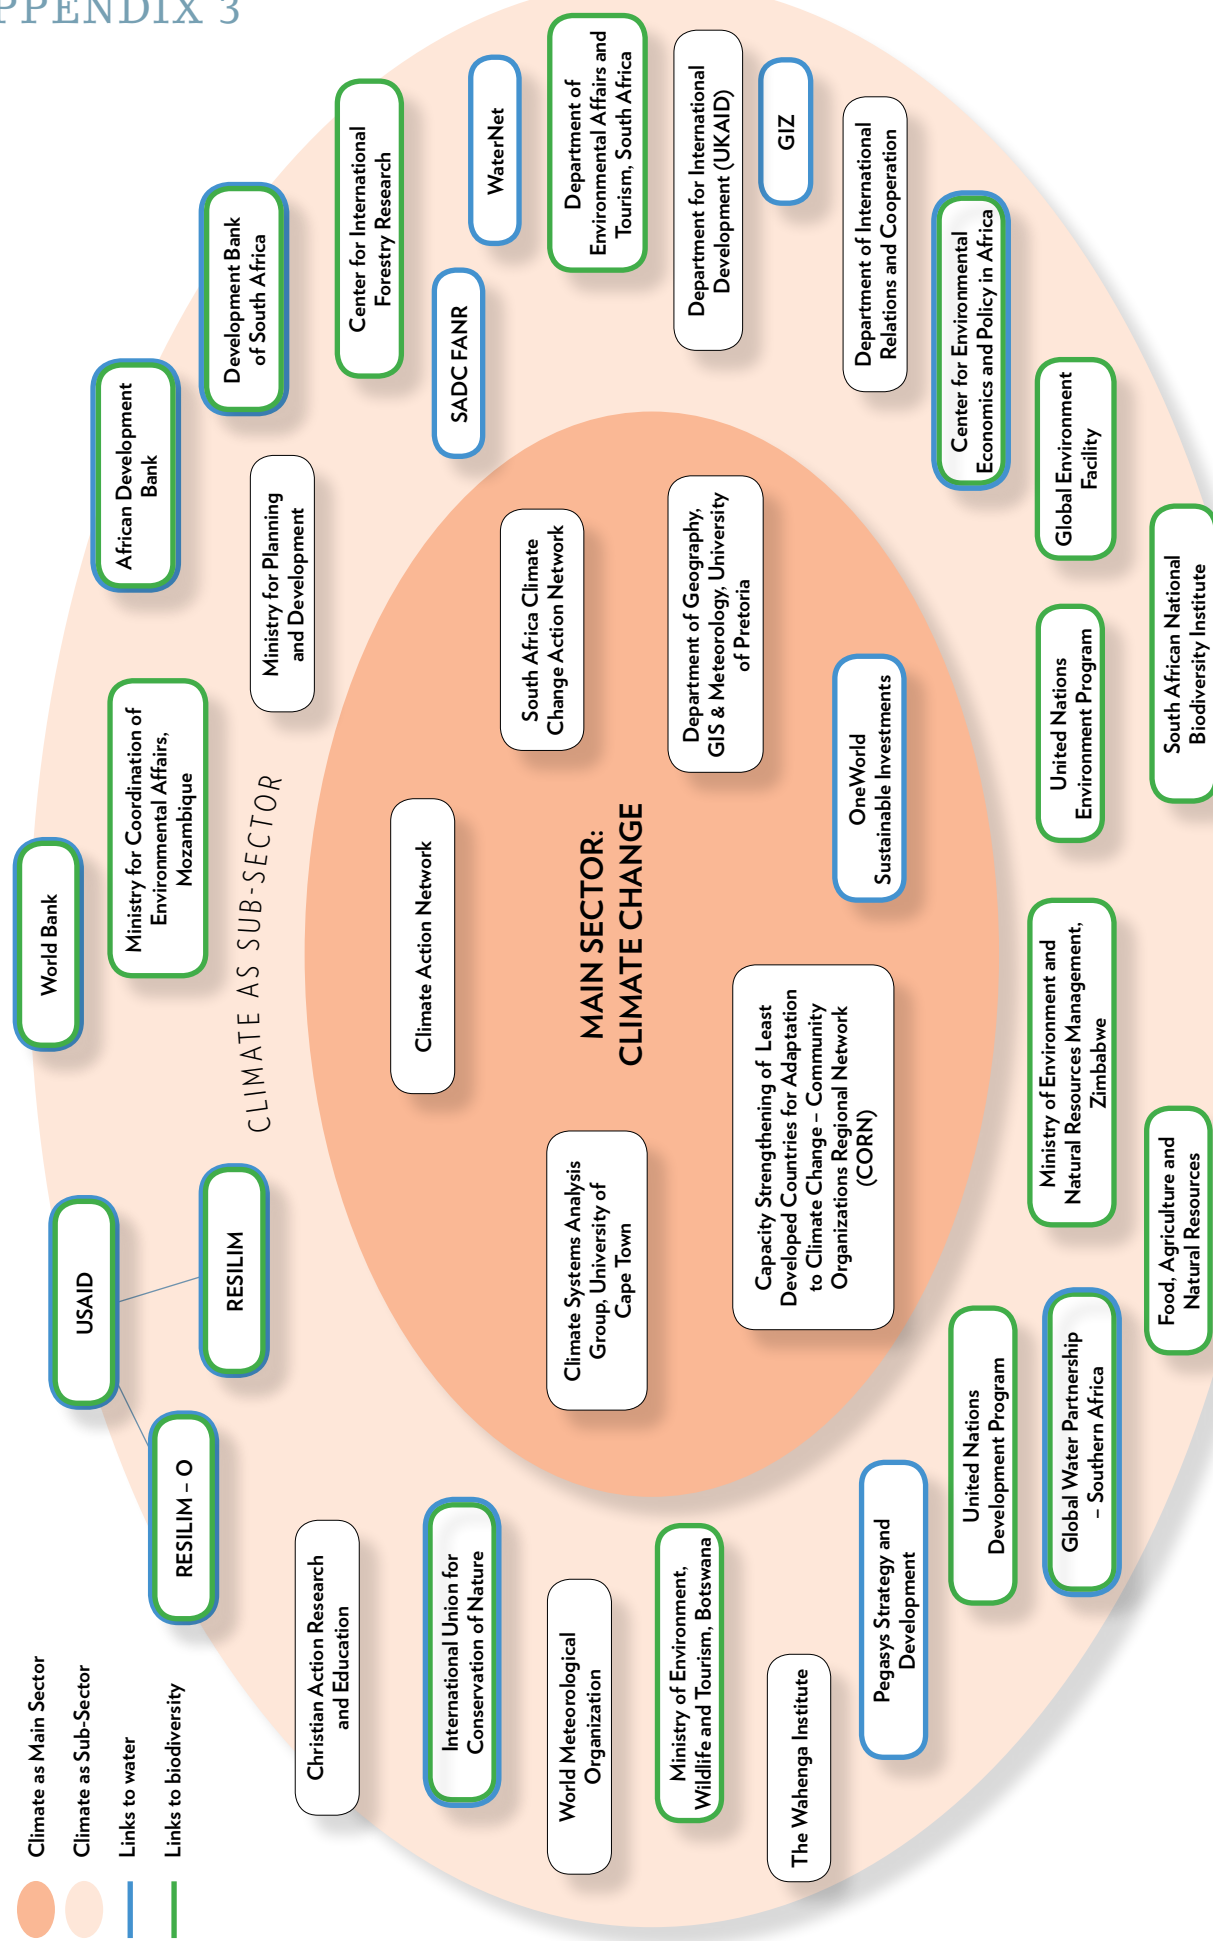 PPENDIX 3
Climate as Main Sector
Climate as Sub-Sector
Links to water
Links to biodiversity
USAID
RESILIM – O
RESILIM
World Bank
Ministry for Coordination of
Environmental Affairs,
Mozambique
African Development
Bank
Development Bank
of South Africa
Ministry for Planning
and Development
CLIMATE AS SUB-SECTOR
Center for International
Forestry Research
SADC FANR
WaterNet
Department of
Environmental Affairs and
Tourism, South Africa
Department for International
Development (UKAID)
GIZ
Department of International
Relations and Cooperation
Center for Environmental
Economics and Policy in Africa
Global Environment
Facility
South African National
Biodiversity Institute
United Nations
Environment Program
Ministry of Environment and
Natural Resources Management,
Zimbabwe
Food, Agriculture and
Natural Resources
Global Water Partnership
– Southern Africa
United Nations
Development Program
Pegasys Strategy and
Development
The Wahenga Institute
Ministry of Environment,
Wildlife and Tourism, Botswana
World Meteorological
Organization
International Union for
Conservation of Nature
Christian Action Research
and Education
Climate Action Network
South Africa Climate
Change Action Network
Department of Geography,
GIS & Meteorology, University
of Pretoria
MAIN SECTOR:
CLIMATE CHANGE
Climate Systems Analysis
Group, University of
Cape Town
Capacity Strengthening of Least
Developed Countries for Adaptation
to Climate Change – Community
Organizations Regional Network
(CORN)
OneWorld
Sustainable Investments